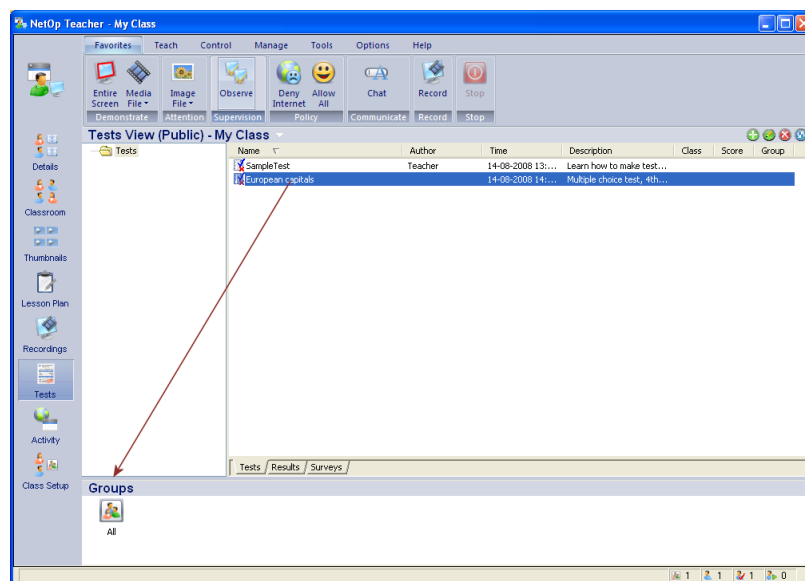 NetOp Teacher - My Class
Favorites Teach Control Manage Tools Options Help
Entire Screen
Media File
Image File
Observe
Deny Internet
Allow All
Chat
Record
Stop
Demonstrate Attention Supervision Policy Communicate Record Stop
Tests View (Public) - My Class
Details
Classroom
Thumbnails
Lesson Plan
Recordings
Tests
Activity
Class Setup
Tests
Name Author Time Description Class Score Group
SampleTest Teacher 14-08-2008 13:... Learn how to make test...
European capitals 14-08-2008 14:... Multiple choice test, 4th...
Tests Results Surveys
Groups
All
1 1 1 0